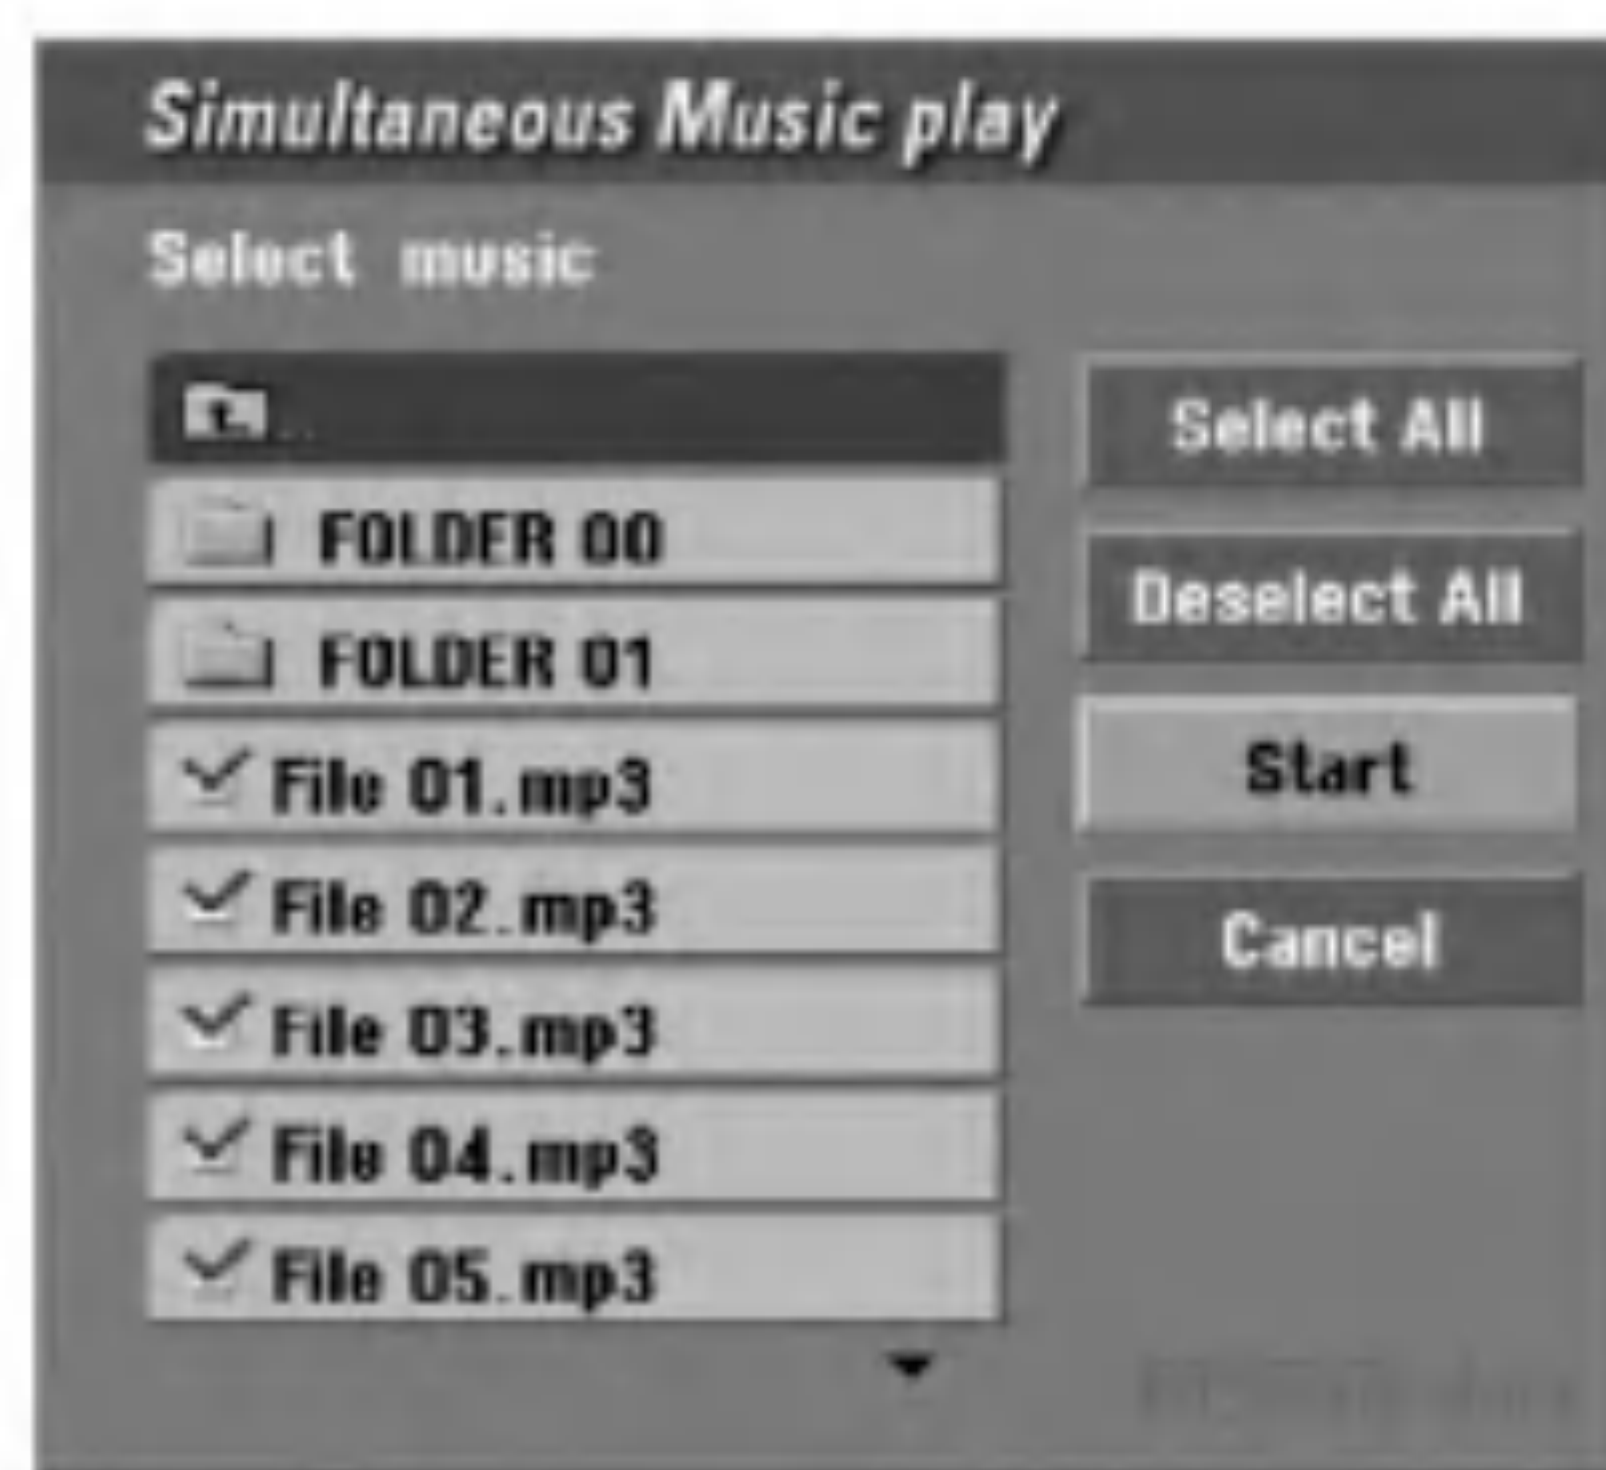 Simultaneous Music play
Select music
..
FOLDER 00
FOLDER 01
File 01.mp3
File 02.mp3
File 03.mp3
File 04.mp3
File 05.mp3
Select All
Deselect All
Start
Cancel